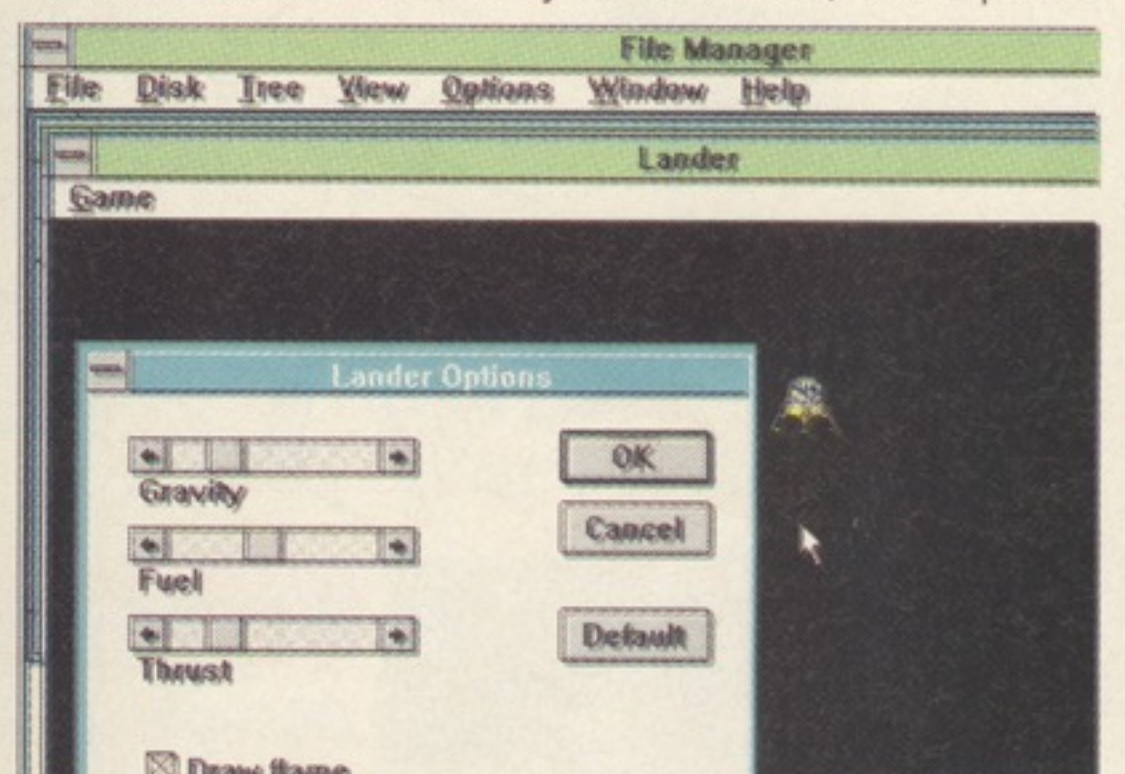 File Manager
File Disk Tree View Options Window Help
Lander
Game
Lander Options
OK
Gravity
Cancel
Fuel
Default
Thrust
Draw flame